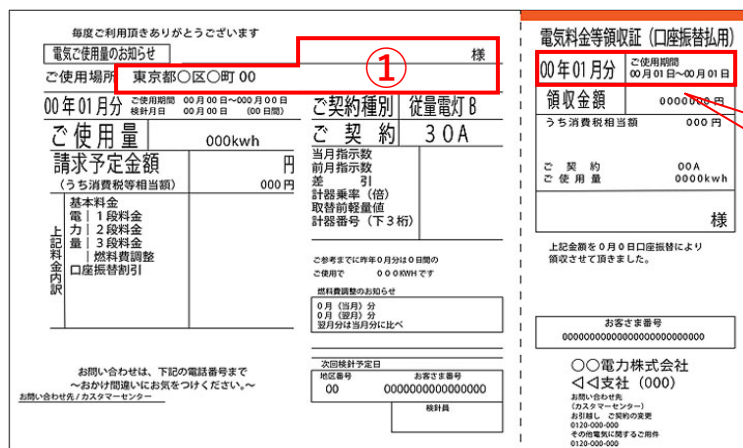 毎度ご利用頂きありがとうございます
電気ご使用量のお知らせ
様
ご使用場所 東京都〇区〇町 00
①
00年01月分 ご使用期間 00月00日〜000月00日
検針月日 00月00日 (00日間)
ご使用量 000kwh
請求予定金額 円
(うち消費税等相当額) 000円
上記料金内訳
基本料金
電力量
1段料金
2段料金
3段料金
燃料費調整
口座振替割引
お問い合わせは、下記の電話番号まで
〜おかけ間違いにお気をつけください。〜
お問い合わせ先 / カスタマーセンター
ご契約種別 従量電灯 B
ご契約 30A
当月指示数
前月指示数
差引
計器乗率（倍）
取替前軽量値
計器番号（下3桁）
ご参考までに昨年0月分は0日間の
ご使用で 000KWHです
燃料費調整のお知らせ
0月（当月）分
0月（翌月）分
翌月分は当月分に比べ
次回検針予定日
地区番号 お客さま番号
00 0000000000000000
検針員
電気料金等領収証（口座振替払用）
00年01月分 ご使用期間
00月01日〜00月01日
領収金額 0000000円
うち消費税相当額 000円
ご契約 00A
ご使用量 0000kwh
様
上記金額を0月0日口座振替により
領収させて頂きました。
お客さま番号
0000000000000000000000000
〇〇電力株式会社
◁◁支社（000）
お問い合わせ先
(カスタマーセンター)
お引越し ご契約の変更
0120-000-000
その他電気に関するご用件
0120-000-000